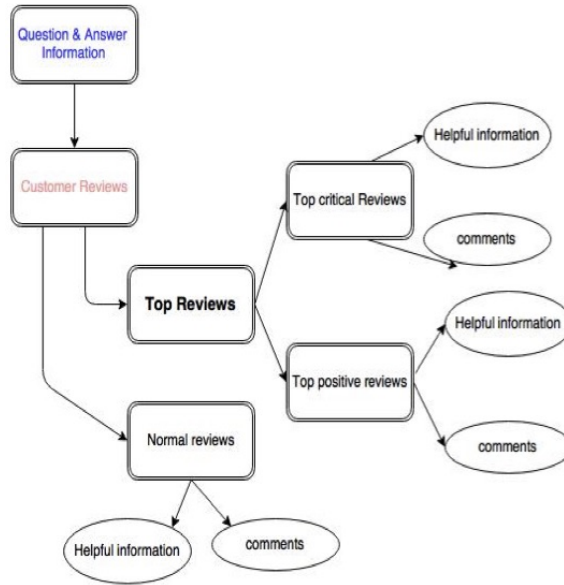 Question & Answer
Information
Customer Reviews
Helpful information
Top critical Reviews
comments
Top Reviews
Helpful information
Top positive reviews
comments
Normal reviews
Helpful information
comments